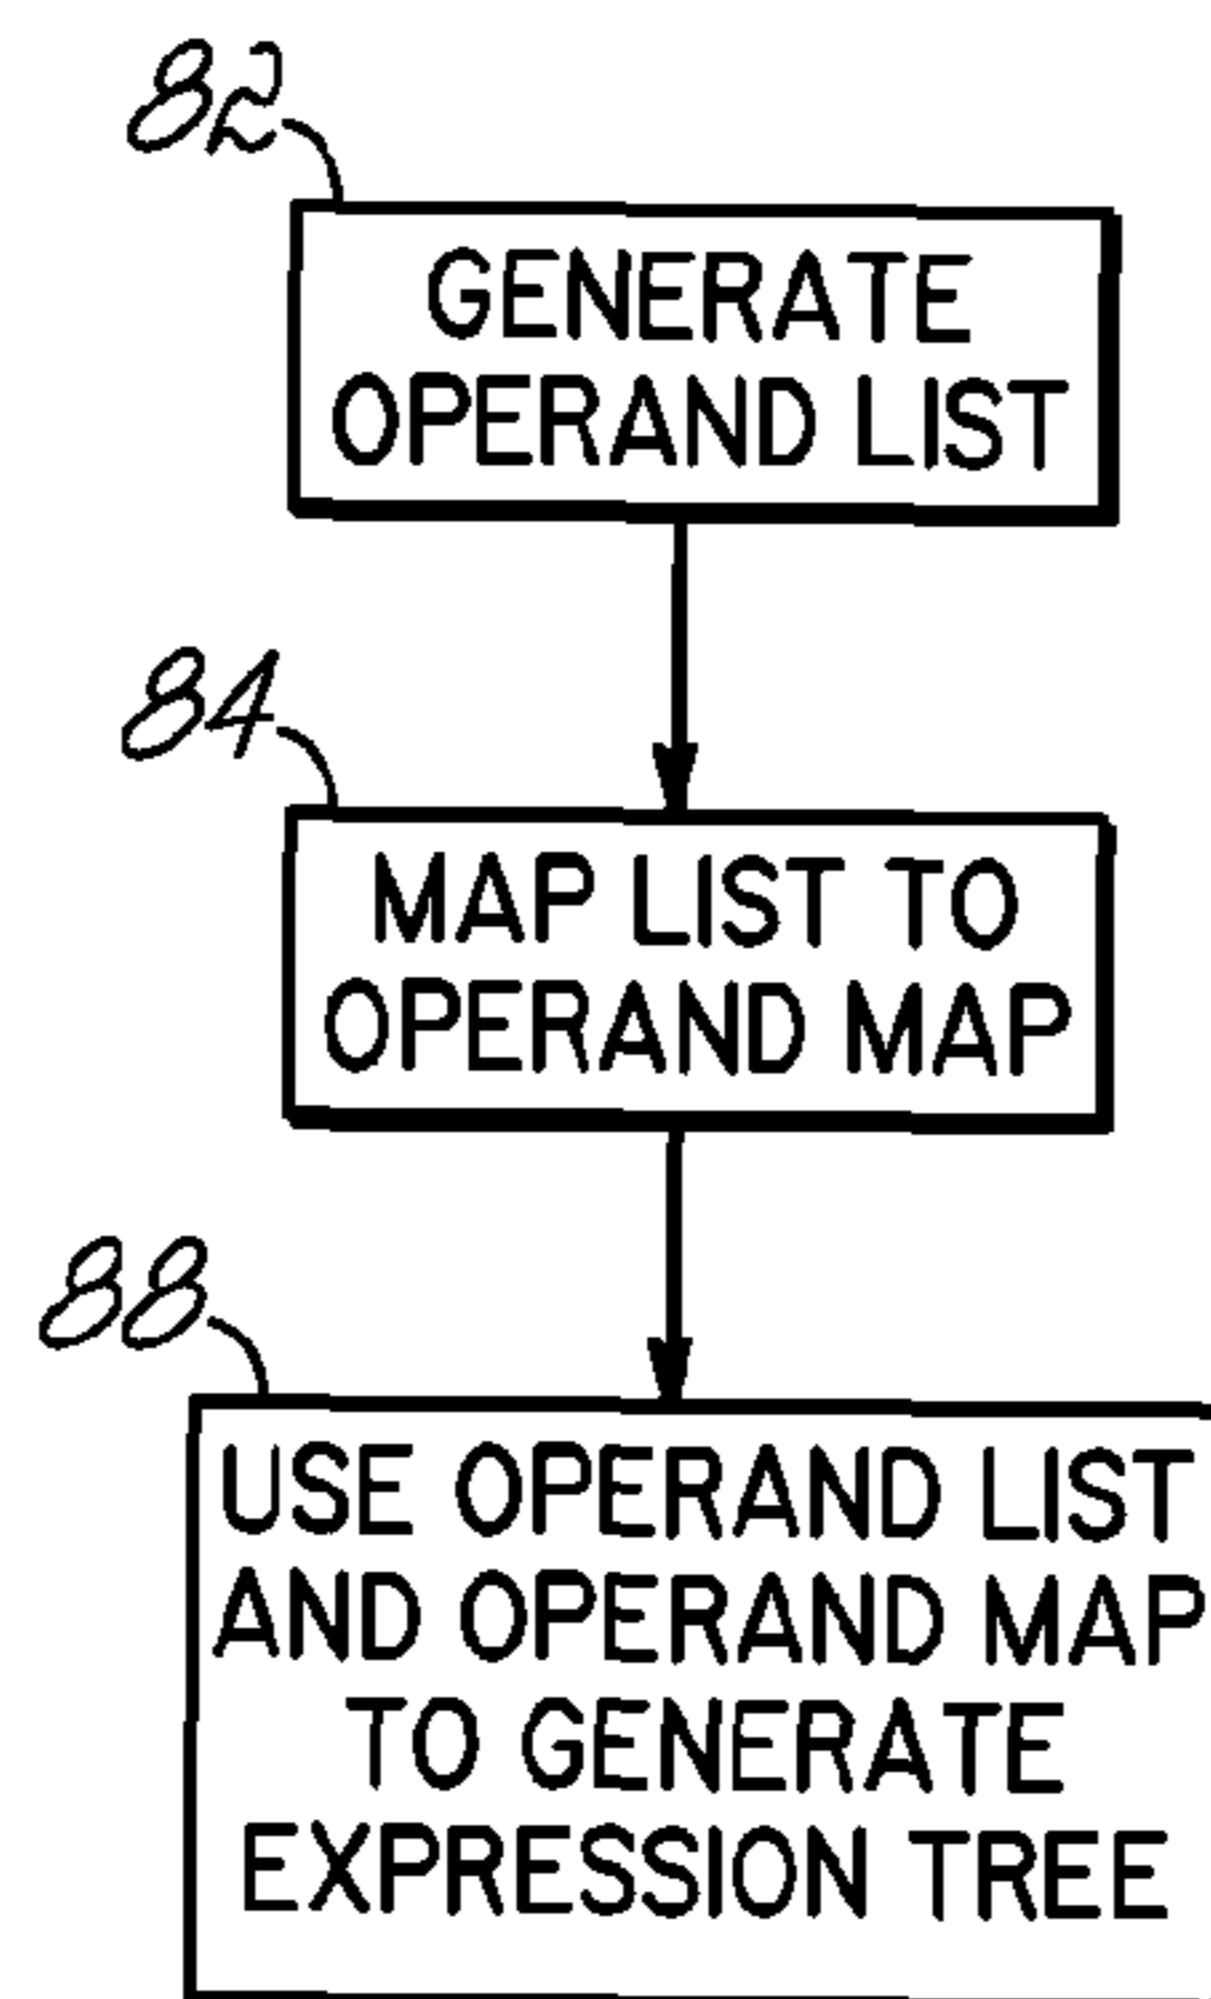 82
GENERATE
OPERAND LIST
84
MAP LIST TO
OPERAND MAP
88
USE OPERAND LIST
AND OPERAND MAP
TO GENERATE
EXPRESSION TREE